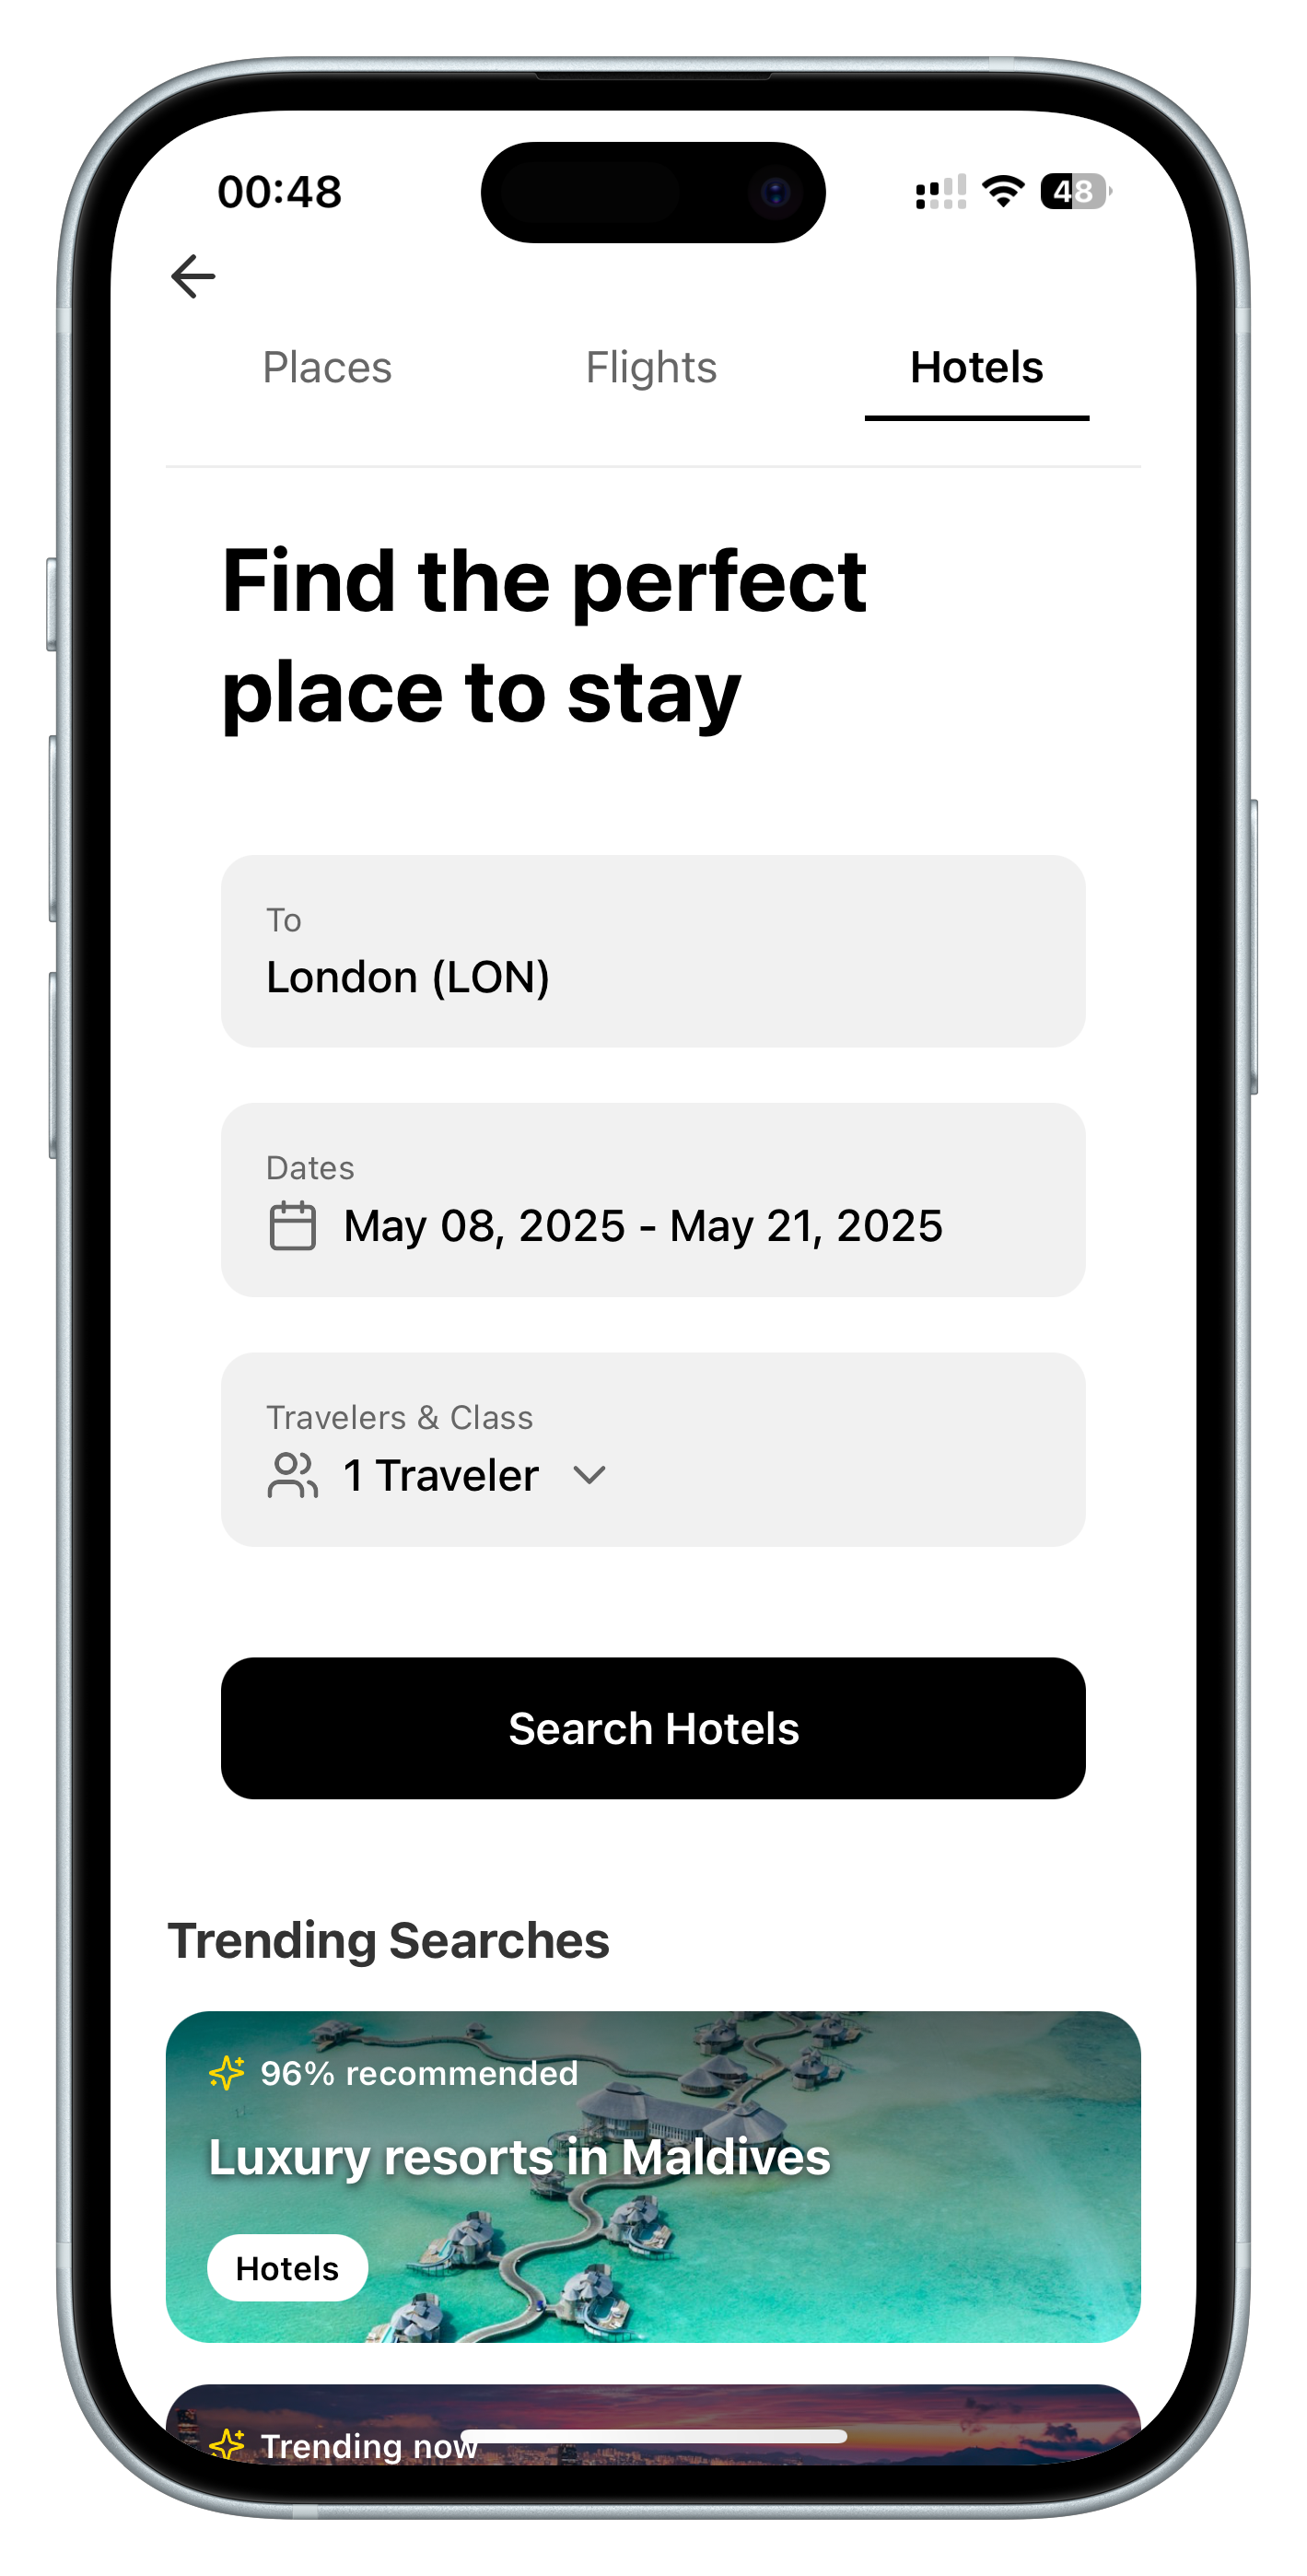 00:48
48
Places
Flights
Hotels
Find the perfect
place to stay
To
London (LON)
Dates
May 08, 2025 - May 21, 2025
Travelers & Class
1 Traveler
Search Hotels
Trending Searches
96% recommended
Luxury resorts in Maldives
Hotels
Trending now